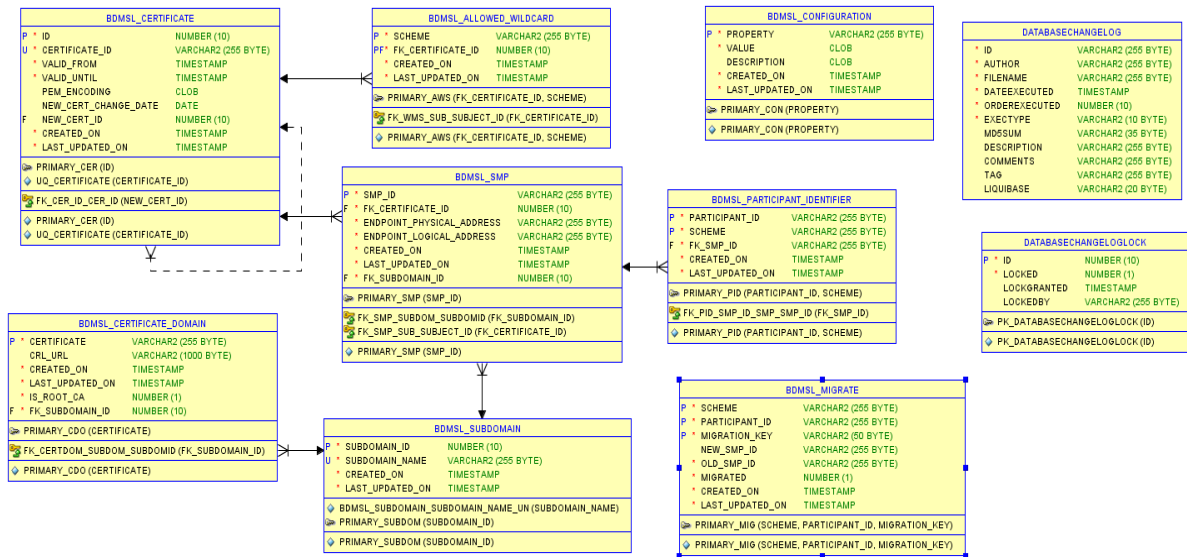 BDMSL_CERTIFICATE
P * ID NUMBER (10)
U * CERTIFICATE_ID VARCHAR2 (255 BYTE)
* VALID_FROM TIMESTAMP
* VALID_UNTIL TIMESTAMP
PEM_ENCODING CLOB
NEW_CERT_CHANGE_DATE DATE
F NEW_CERT_ID NUMBER (10)
* CREATED_ON TIMESTAMP
* LAST_UPDATED_ON TIMESTAMP
PRIMARY_CER (ID)
UQ_CERTIFICATE (CERTIFICATE_ID)
FK_CER_ID_CER_ID (NEW_CERT_ID)
PRIMARY_CER (ID)
UQ_CERTIFICATE (CERTIFICATE_ID)
BDMSL_ALLOWED_WILDCARD
P * SCHEME VARCHAR2 (255 BYTE)
PF* FK_CERTIFICATE_ID NUMBER (10)
* CREATED_ON TIMESTAMP
* LAST_UPDATED_ON TIMESTAMP
PRIMARY_AWS (FK_CERTIFICATE_ID, SCHEME)
FK_WMS_SUB_SUBJECT_ID (FK_CERTIFICATE_ID)
PRIMARY_AWS (FK_CERTIFICATE_ID, SCHEME)
BDMSL_CONFIGURATION
P * PROPERTY VARCHAR2 (255 BYTE)
* VALUE CLOB
DESCRIPTION CLOB
* CREATED_ON TIMESTAMP
* LAST_UPDATED_ON TIMESTAMP
PRIMARY_CON (PROPERTY)
PRIMARY_CON (PROPERTY)
DATABASECHANGELOG
* ID VARCHAR2 (255 BYTE)
* AUTHOR VARCHAR2 (255 BYTE)
* FILENAME VARCHAR2 (255 BYTE)
* DATEEXECUTED TIMESTAMP
* ORDEREXECUTED NUMBER (10)
* EXECTYPE VARCHAR2 (10 BYTE)
MD5SUM VARCHAR2 (35 BYTE)
DESCRIPTION VARCHAR2 (255 BYTE)
COMMENTS VARCHAR2 (255 BYTE)
TAG VARCHAR2 (255 BYTE)
LIQUIBASE VARCHAR2 (20 BYTE)
BDMSL_SMP
P * SMP_ID VARCHAR2 (255 BYTE)
F * FK_CERTIFICATE_ID NUMBER (10)
* ENDPOINT_PHYSICAL_ADDRESS VARCHAR2 (255 BYTE)
* ENDPOINT_LOGICAL_ADDRESS VARCHAR2 (255 BYTE)
* CREATED_ON TIMESTAMP
* LAST_UPDATED_ON TIMESTAMP
F * FK_SUBDOMAIN_ID NUMBER (10)
PRIMARY_SMP (SMP_ID)
FK_SMP_SUBDOM_SUBDOMID (FK_SUBDOMAIN_ID)
FK_SMP_SUB_SUBJECT_ID (FK_CERTIFICATE_ID)
PRIMARY_SMP (SMP_ID)
BDMSL_PARTICIPANT_IDENTIFIER
P * PARTICIPANT_ID VARCHAR2 (255 BYTE)
P * SCHEME VARCHAR2 (255 BYTE)
F * FK_SMP_ID VARCHAR2 (255 BYTE)
* CREATED_ON TIMESTAMP
* LAST_UPDATED_ON TIMESTAMP
PRIMARY_PID (PARTICIPANT_ID, SCHEME)
FK_PID_SMP_ID_SMP_SMP_ID (FK_SMP_ID)
PRIMARY_PID (PARTICIPANT_ID, SCHEME)
DATABASECHANGELOGLOCK
P * ID NUMBER (10)
* LOCKED NUMBER (1)
LOCKGRANTED TIMESTAMP
LOCKEDBY VARCHAR2 (255 BYTE)
PK_DATABASECHANGELOGLOCK (ID)
PK_DATABASECHANGELOGLOCK (ID)
BDMSL_CERTIFICATE_DOMAIN
P * CERTIFICATE VARCHAR2 (255 BYTE)
CRL_URL VARCHAR2 (1000 BYTE)
* CREATED_ON TIMESTAMP
* LAST_UPDATED_ON TIMESTAMP
* IS_ROOT_CA NUMBER (1)
F * FK_SUBDOMAIN_ID NUMBER (10)
PRIMARY_CDO (CERTIFICATE)
FK_CERTDOM_SUBDOM_SUBDOMID (FK_SUBDOMAIN_ID)
PRIMARY_CDO (CERTIFICATE)
BDMSL_SUBDOMAIN
P * SUBDOMAIN_ID NUMBER (10)
U * SUBDOMAIN_NAME VARCHAR2 (255 BYTE)
* CREATED_ON TIMESTAMP
* LAST_UPDATED_ON TIMESTAMP
BDMSL_SUBDOMAIN_SUBDOMAIN_NAME_UN (SUBDOMAIN_NAME)
PRIMARY_SUBDOM (SUBDOMAIN_ID)
PRIMARY_SUBDOM (SUBDOMAIN_ID)
BDMSL_MIGRATE
P * SCHEME VARCHAR2 (255 BYTE)
P * PARTICIPANT_ID VARCHAR2 (255 BYTE)
P * MIGRATION_KEY VARCHAR2 (50 BYTE)
NEW_SMP_ID VARCHAR2 (255 BYTE)
* OLD_SMP_ID VARCHAR2 (255 BYTE)
* MIGRATED NUMBER (1)
* CREATED_ON TIMESTAMP
* LAST_UPDATED_ON TIMESTAMP
PRIMARY_MIG (SCHEME, PARTICIPANT_ID, MIGRATION_KEY)
PRIMARY_MIG (SCHEME, PARTICIPANT_ID, MIGRATION_KEY)